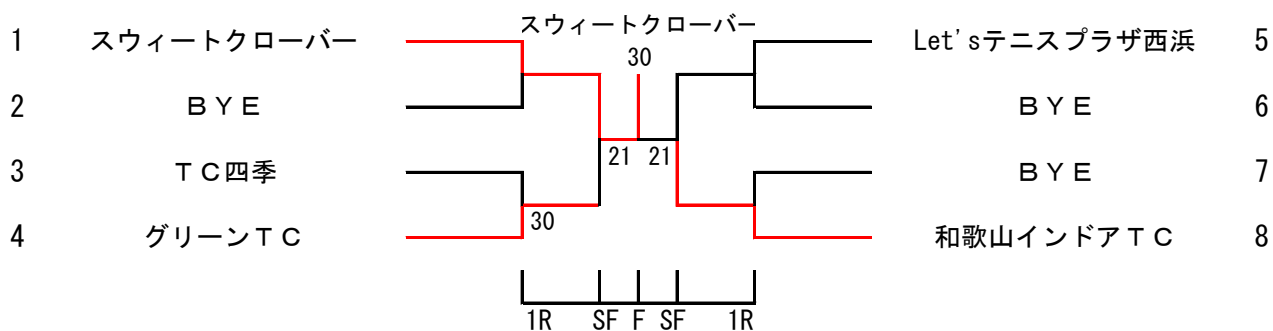 スウィートクローバー
1 スウィートクローバー 30 Let'sテニスプラザ西浜 5
2 ＢＹＥ ＢＹＥ 6
21 21
3 ＴＣ四季 ＢＹＥ 7
30
4 グリーンＴＣ 和歌山インドアＴＣ 8
1R SF F SF 1R